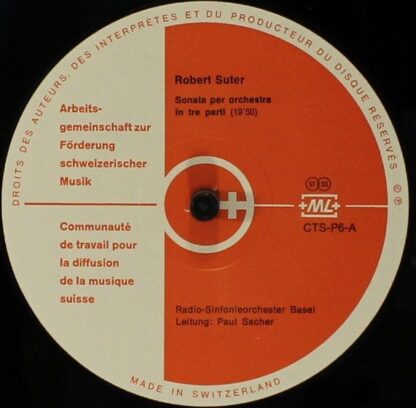 DROITS DES AUTEURS, DES INTERPRÈTES ET DU PRODUCTEUR DU DISQUE RÉSERVÉS © ℗
Robert Suter
Sonata per orchestra
in tre parti (19'50)
Arbeits-
gemeinschaft zur
Förderung
schweizerischer
Musik
ST 33
+ML+
CTS-P6-A
Communauté
de travail pour
la diffusion
de la musique
suisse
Radio-Sinfonieorchester Basel
Leitung: Paul Sacher
MADE IN SWITZERLAND